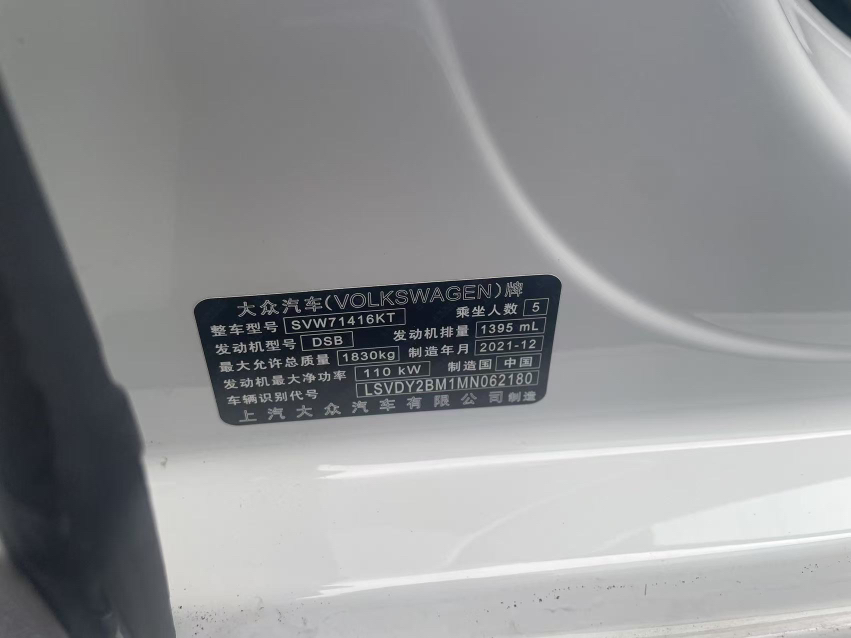 大众汽车(VOLKSWAGEN)牌
整车型号 SVW71416KT 乘坐人数 5
发动机型号 DSB 发动机排量 1395 mL
最大允许总质量 1830kg 制造年月 2021-12
发动机最大净功率 110 kW 制造国 中国
车辆识别代号 LSVDY2BM1MN062180
上汽大众汽车有限公司制造